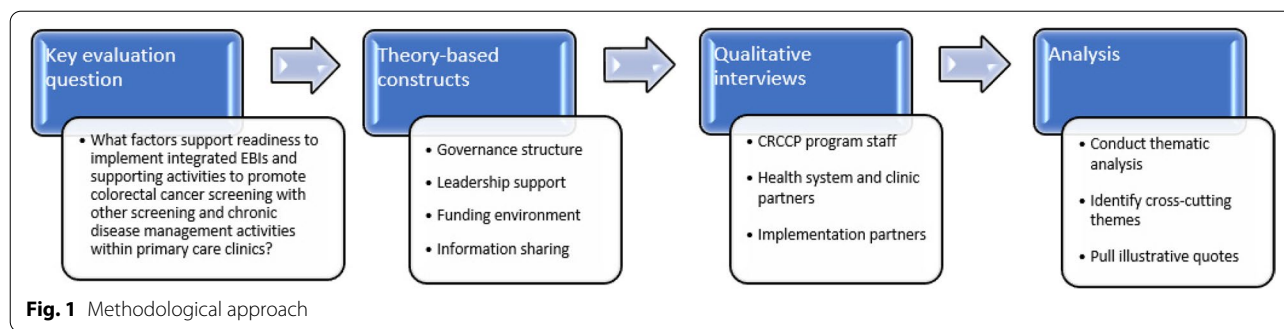 Key evaluation
question
• What factors support readiness to
implement integrated EBIs and
supporting activities to promote
colorectal cancer screening with
other screening and chronic
disease management activities
within primary care clinics?
Theory-based
constructs
• Governance structure
• Leadership support
• Funding environment
• Information sharing
Qualitative
interviews
• CRCCP program staff
• Health system and clinic
partners
• Implementation partners
Analysis
• Conduct thematic
analysis
• Identify cross-cutting
themes
• Pull illustrative quotes
Fig. 1 Methodological approach